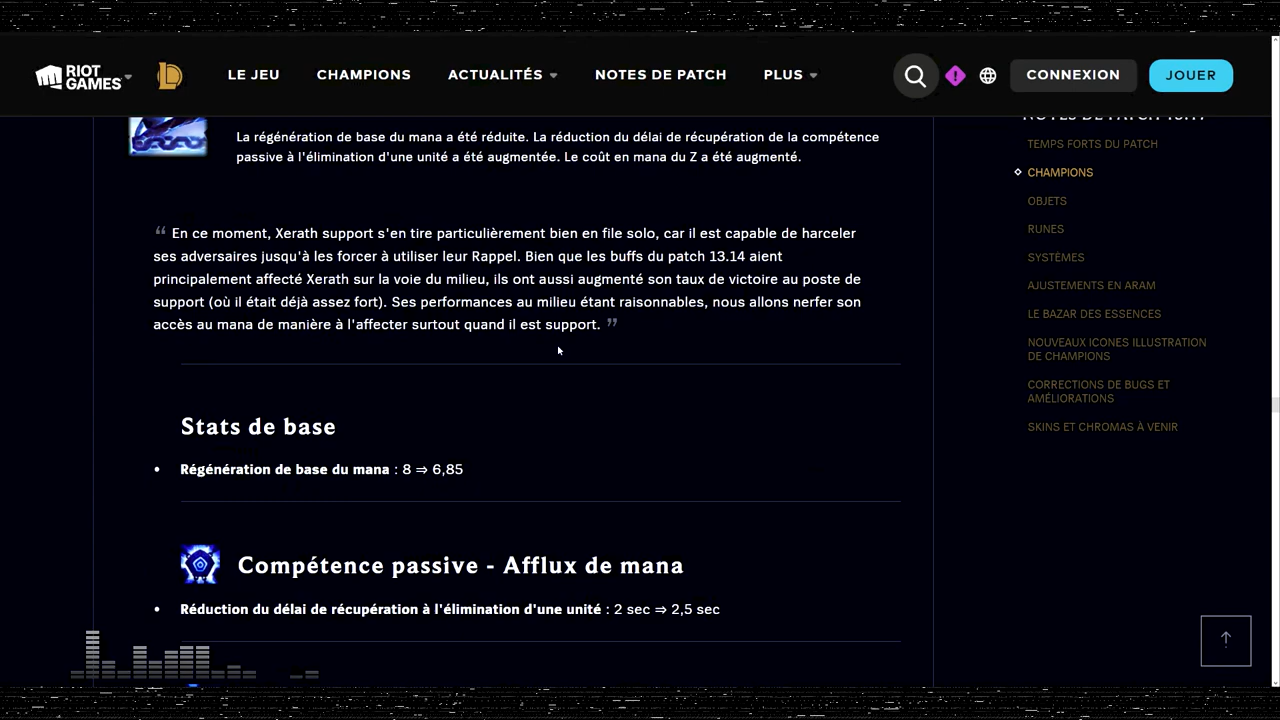 RIOT GAMES
LE JEU
CHAMPIONS
ACTUALITÉS
NOTES DE PATCH
PLUS
CONNEXION
JOUER
La régénération de base du mana a été réduite. La réduction du délai de récupération de la compétence
passive à l'élimination d'une unité a été augmentée. Le coût en mana du Z a été augmenté.
“ En ce moment, Xerath support s'en tire particulièrement bien en file solo, car il est capable de harceler
ses adversaires jusqu'à les forcer à utiliser leur Rappel. Bien que les buffs du patch 13.14 aient
principalement affecté Xerath sur la voie du milieu, ils ont aussi augmenté son taux de victoire au poste de
support (où il était déjà assez fort). Ses performances au milieu étant raisonnables, nous allons nerfer son
accès au mana de manière à l'affecter surtout quand il est support. ”
Stats de base
• Régénération de base du mana : 8 ⇒ 6,85
Compétence passive - Afflux de mana
• Réduction du délai de récupération à l'élimination d'une unité : 2 sec ⇒ 2,5 sec
NOTES DE PATCH
TEMPS FORTS DU PATCH
CHAMPIONS
OBJETS
RUNES
SYSTÈMES
AJUSTEMENTS EN ARAM
LE BAZAR DES ESSENCES
NOUVEAUX ICONES ILLUSTRATION
DE CHAMPIONS
CORRECTIONS DE BUGS ET
AMÉLIORATIONS
SKINS ET CHROMAS À VENIR